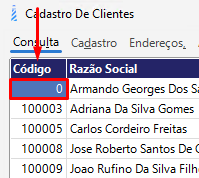 Cadastro De Clientes
Consulta Cadastro Endereços,
Código Razão Social
0 Armando Georges Dos
100003 Adriana Da Silva Gomes
100005 Carlos Cordeiro Freitas
100008 Jose Roberto Santos De
100009 Joao Rufino Da Silva Filho